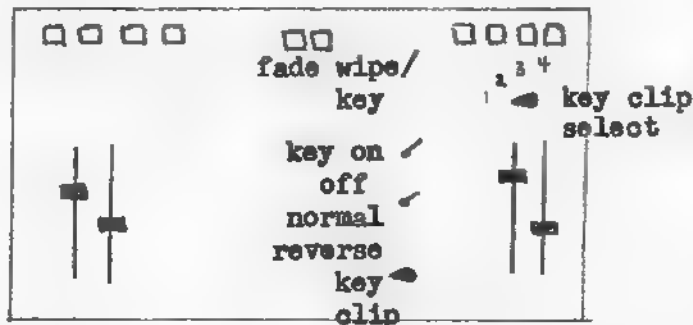 fade wipe/
key
1 2 3 4
key clip
select
key on
off
normal
reverse
key
clip